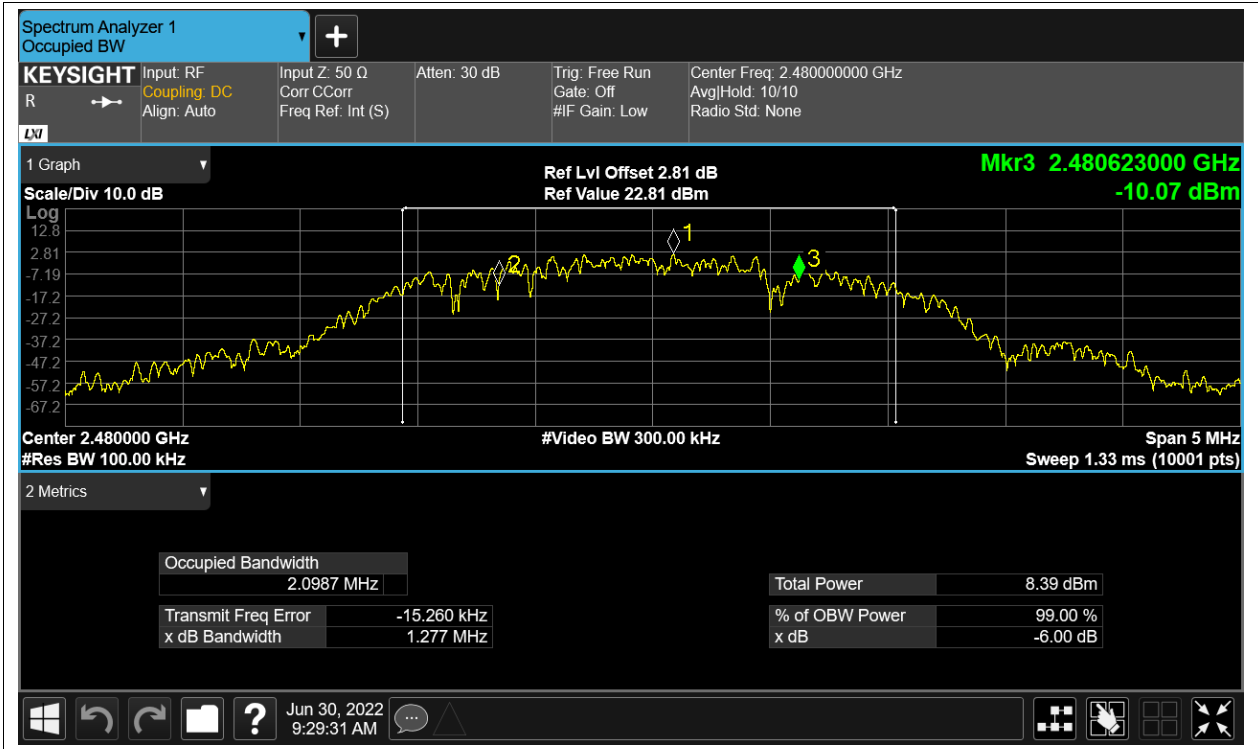 Spectrum Analyzer 1
Occupied BW
KEYSIGHT
R
LXI
Input: RF
Coupling: DC
Align: Auto
Input Z: 50 Ω
Corr CCorr
Freq Ref: Int (S)
Atten: 30 dB
Trig: Free Run
Gate: Off
#IF Gain: Low
Center Freq: 2.480000000 GHz
Avg|Hold: 10/10
Radio Std: None
1 Graph
Scale/Div 10.0 dB
Ref Lvl Offset 2.81 dB
Ref Value 22.81 dBm
Mkr3 2.480623000 GHz
-10.07 dBm
Log
12.8
2.81
-7.19
-17.2
-27.2
-37.2
-47.2
-57.2
-67.2
1
2
3
Center 2.480000 GHz
#Res BW 100.00 kHz
#Video BW 300.00 kHz
Span 5 MHz
Sweep 1.33 ms (10001 pts)
2 Metrics
Occupied Bandwidth
2.0987 MHz
Transmit Freq Error -15.260 kHz
x dB Bandwidth 1.277 MHz
Total Power 8.39 dBm
% of OBW Power 99.00 %
x dB -6.00 dB
?
Jun 30, 2022
9:29:31 AM